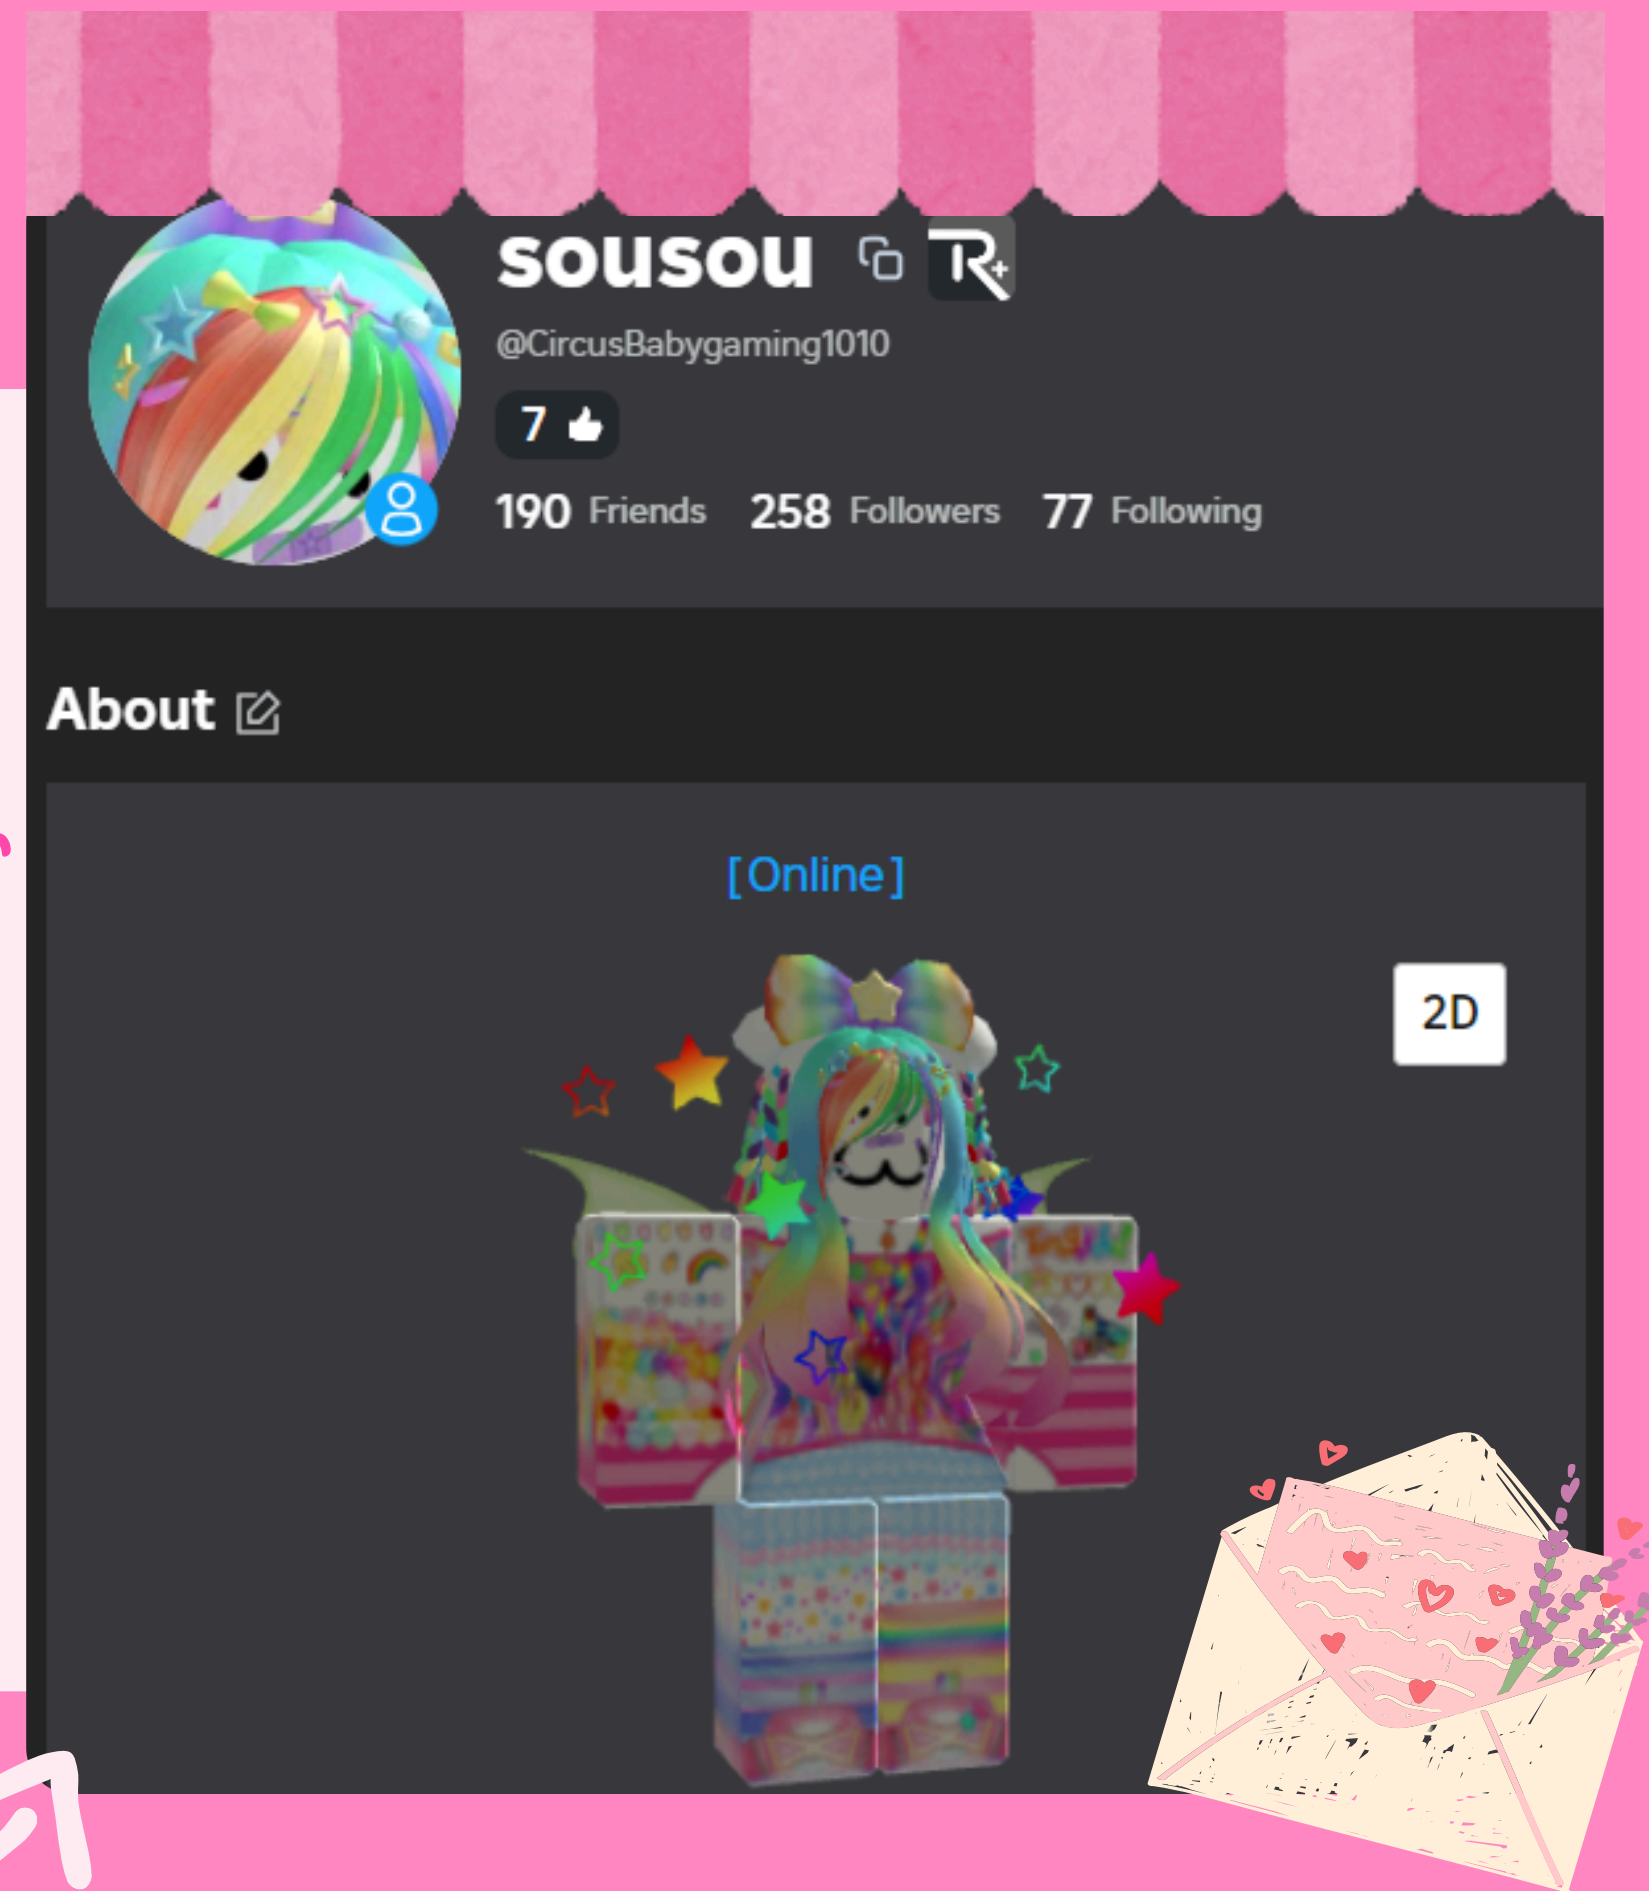 sousou R+
@CircusBabygaming1010
7
190 Friends 258 Followers 77 Following
About
[Online]
2D